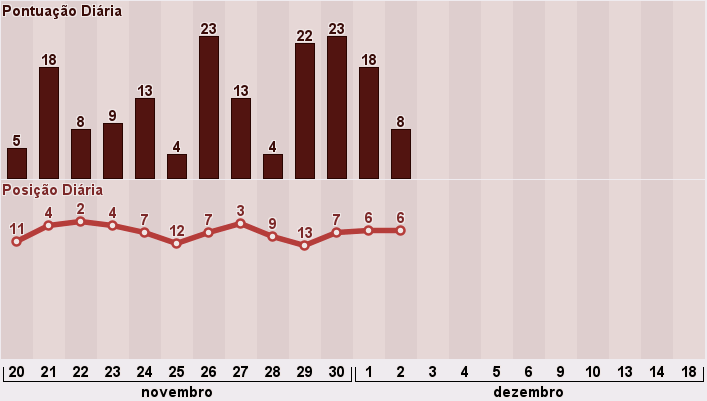 Pontuação Diária
5 18 8 9 13 4 23 13 4 22 23 18 8
Posição Diária
11 4 2 4 7 12 7 3 9 13 7 6 6
20 21 22 23 24 25 26 27 28 29 30 1 2 3 4 5 6 9 10 13 14 18
novembro dezembro